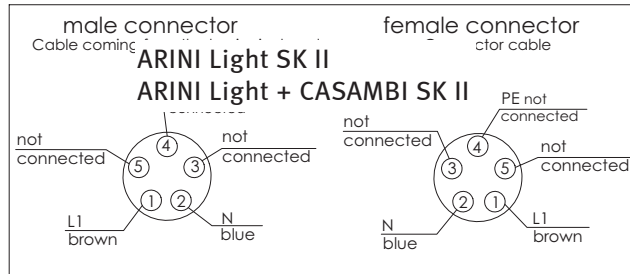 male connector
female connector
Cable coming
cable
ARINI Light SK II
ARINI Light + CASAMBI SK II
connected
PE not
connected
not
connected
not
connected
not
connected
not
connected
4
5
3
1
2
4
3
5
2
1
L1
brown
N
blue
N
blue
L1
brown